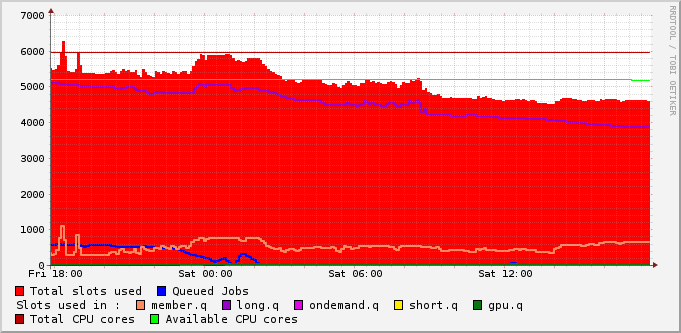 7000
6000
5000
4000
3000
2000
1000
0
Fri 18:00 Sat 00:00 Sat 06:00 Sat 12:00
Total slots used Queued Jobs
Slots used in : member.q long.q ondemand.q short.q gpu.q
Total CPU cores Available CPU cores
RRDTOOL / TOBI OETIKER